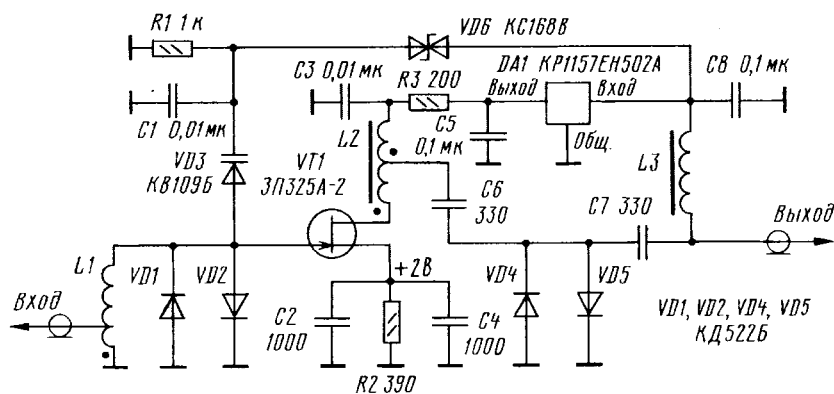 R1 1к
VD6 КС168В
C3 0,01мк
R3 200
DA1 КР1157ЕН502А
C8 0,1мк
Выход
Вход
C1 0,01мк
L2
C5
0,1мк
Общ.
VD3
КВ109Б
VT1
3П325А-2
C6
330
L3
C7 330
Выход
L1
VD1
VD2
+2В
VD4
VD5
Вход
C2
1000
C4
1000
VD1, VD2, VD4, VD5
КД522Б
R2 390